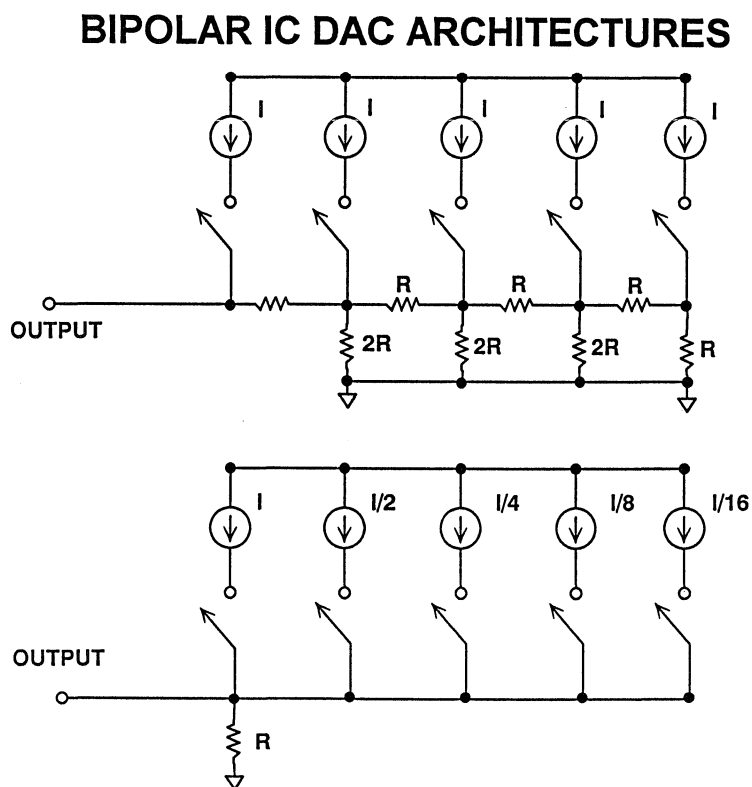 BIPOLAR IC DAC ARCHITECTURES
I I I I I
R R R
OUTPUT
2R 2R 2R R
I I/2 I/4 I/8 I/16
OUTPUT
R